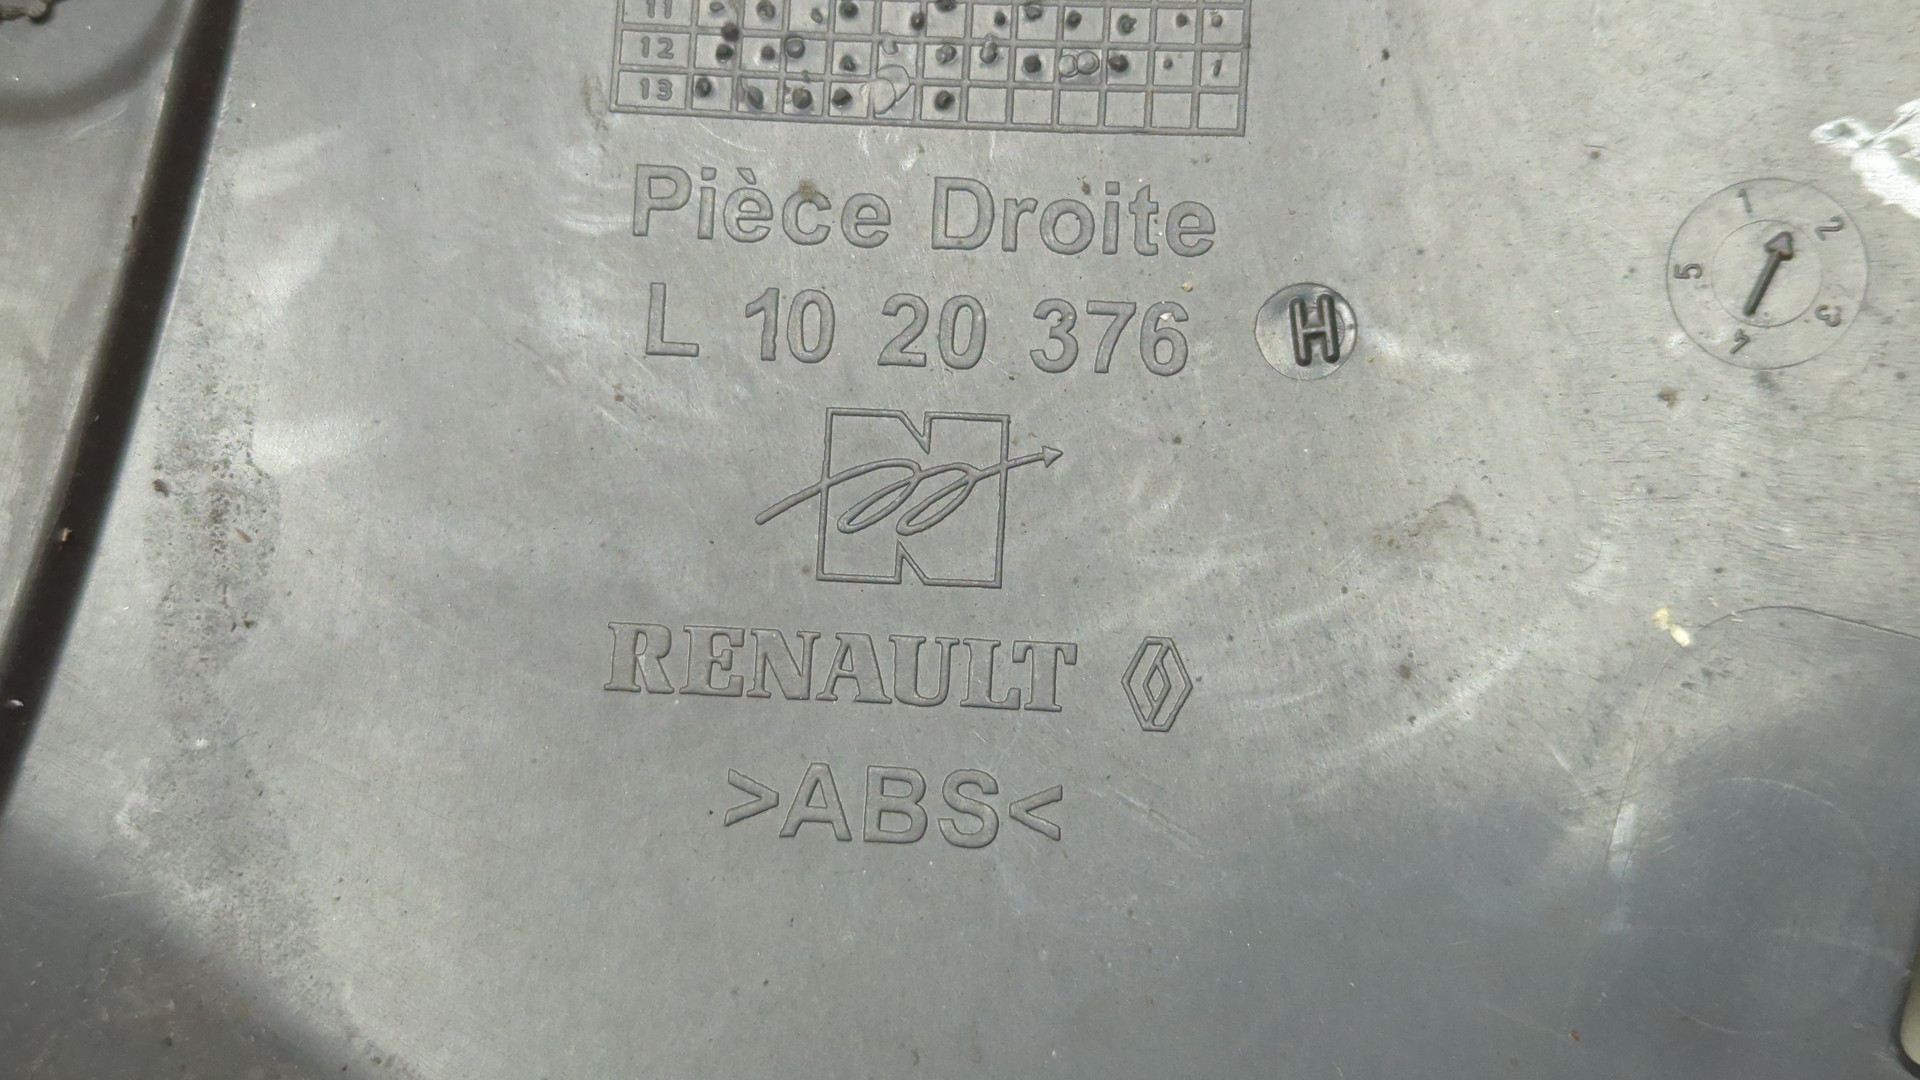 11
12
13
Pièce Droite
L 10 20 376 H
1 2 3 4 5
RENAULT
>ABS<